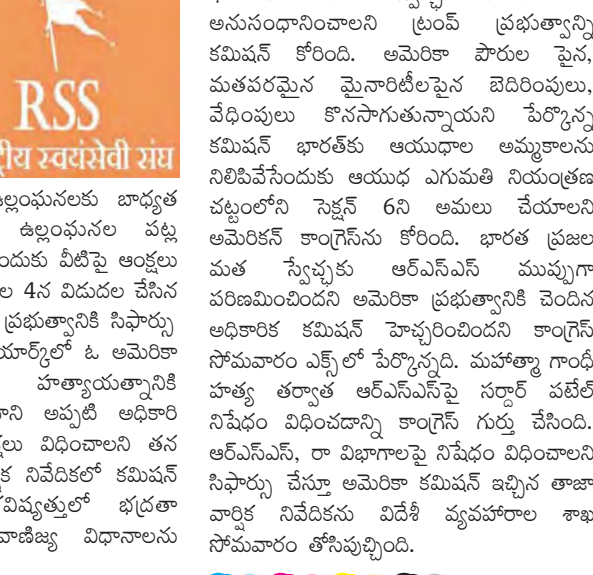 RSS
राष्ट्रीय स्वयंसेवी संघ
ఉల్లంఘనలకు బాధ్యత
ఉల్లంఘనల పట్ల
వీటిపై ఆంక్షలు
4న విడుదల చేసిన
ప్రభుత్వానికి సిఫార్సు
ఓ అమెరికా
హత్యాయత్నానికి
అప్పటి అధికారి
విధించాలని తన
నివేదికలో కమిషన్
భద్రతా
వాణిజ్య విధానాలను
అనుసంధానించాలని ట్రంప్ ప్రభుత్వాన్ని
కమిషన్ కోరింది. అమెరికా పౌరుల పైన,
మతపరమైన మైనారిటీలపైన బెదిరింపులు,
వేధింపులు కొనసాగుతున్నాయని పేర్కొన్న
కమిషన్ భారత్‌కు ఆయుధాల అమ్మకాలను
నిలిపివేసేందుకు ఆయుధ ఎగుమతి నియంత్రణ
చట్టంలోని సెక్షన్ 6ని అమలు చేయాలని
అమెరికన్ కాంగ్రెస్‌ను కోరింది. భారత ప్రజల
మత స్వేచ్ఛకు ఆర్ఎస్ఎస్ ముప్పుగా
పరిణమించిందని అమెరికా ప్రభుత్వానికి చెందిన
అధికారిక కమిషన్ హెచ్చరించిందని కాంగ్రెస్
సోమవారం ఎక్స్‌లో పేర్కొన్నది. మహాత్మా గాంధీ
హత్య తర్వాత ఆర్ఎస్ఎస్‌పై సర్దార్ పటేల్
నిషేధం విధించడాన్ని కాంగ్రెస్ గుర్తు చేసింది.
ఆర్ఎస్ఎస్, రా విభాగాలపై నిషేధం విధించాలని
సిఫార్సు చేస్తూ అమెరికా కమిషన్ ఇచ్చిన తాజా
వార్షిక నివేదికను విదేశీ వ్యవహారాల శాఖ
సోమవారం తోసిపుచ్చింది.